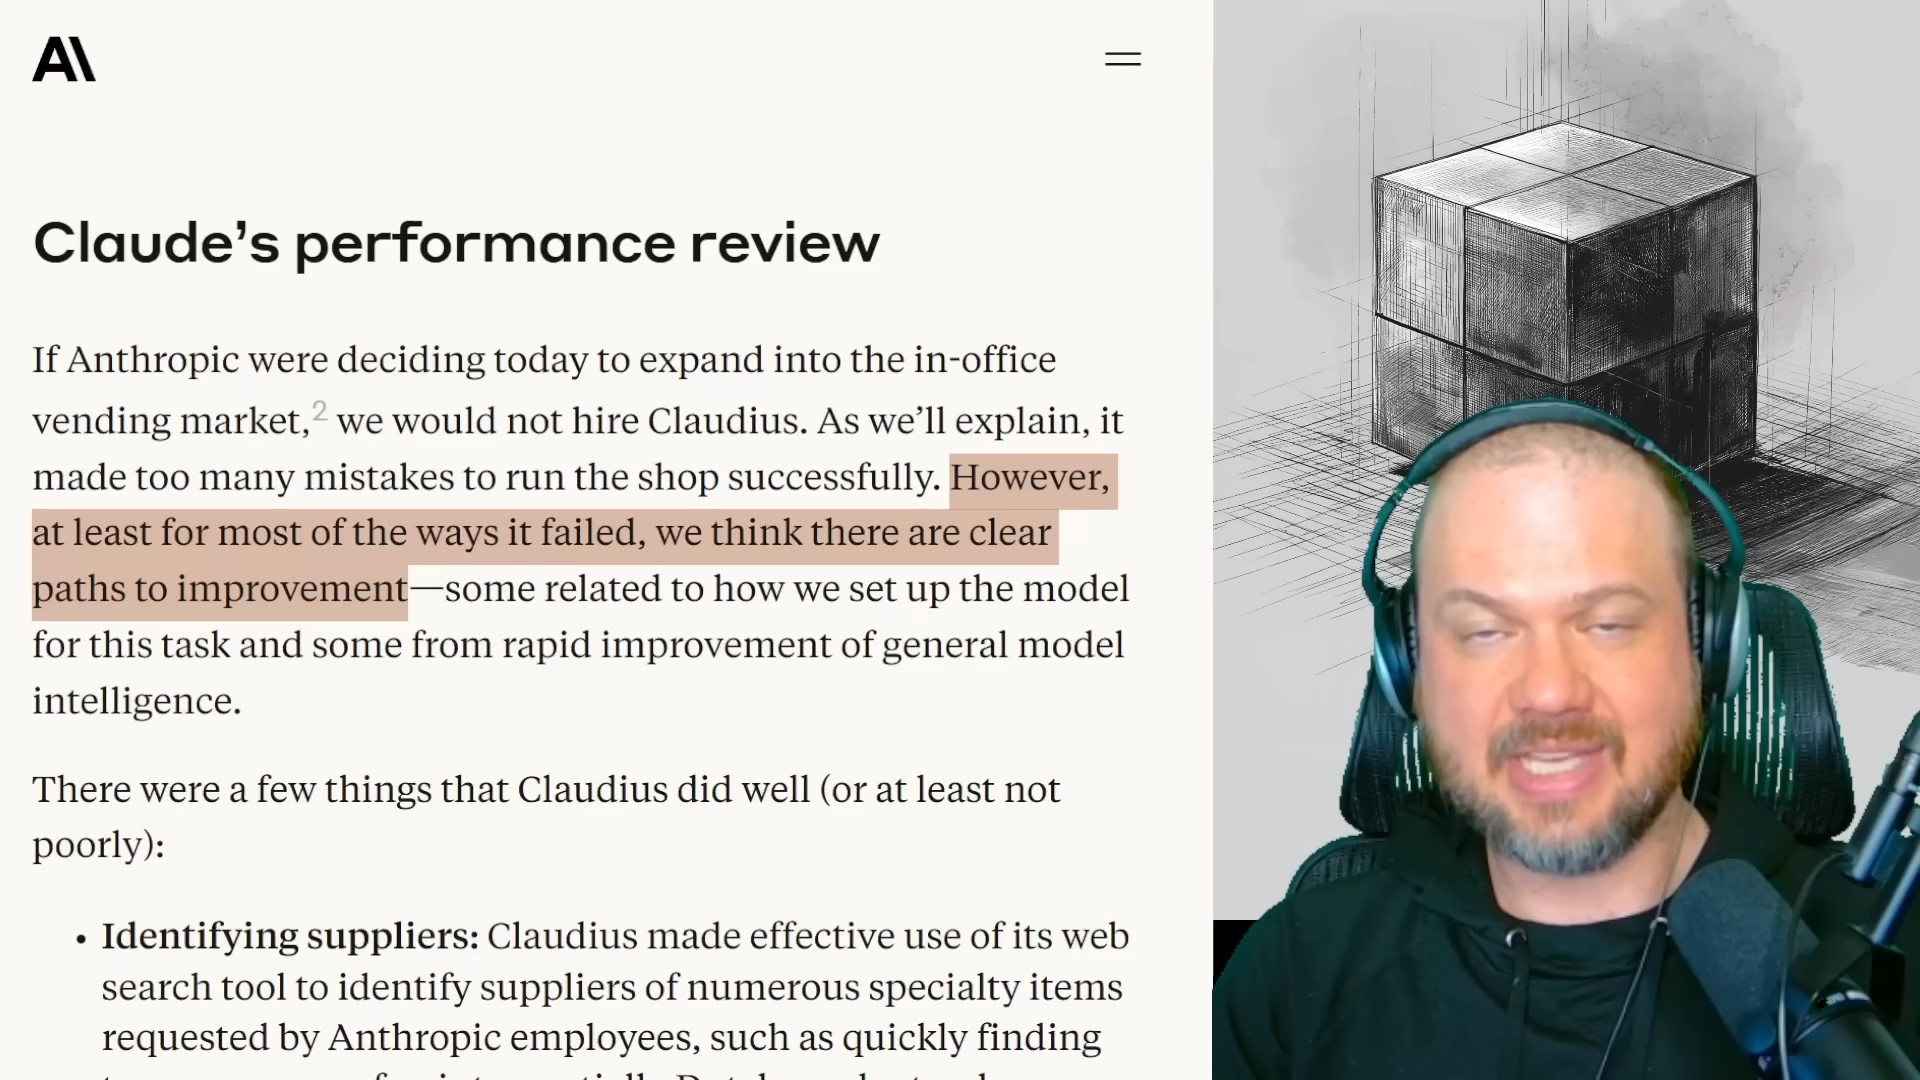 A\
Claude’s performance review
If Anthropic were deciding today to expand into the in-office
vending market,2 we would not hire Claudius. As we’ll explain, it
made too many mistakes to run the shop successfully. However,
at least for most of the ways it failed, we think there are clear
paths to improvement—some related to how we set up the model
for this task and some from rapid improvement of general model
intelligence.
There were a few things that Claudius did well (or at least not
poorly):
• Identifying suppliers: Claudius made effective use of its web
search tool to identify suppliers of numerous specialty items
requested by Anthropic employees, such as quickly finding